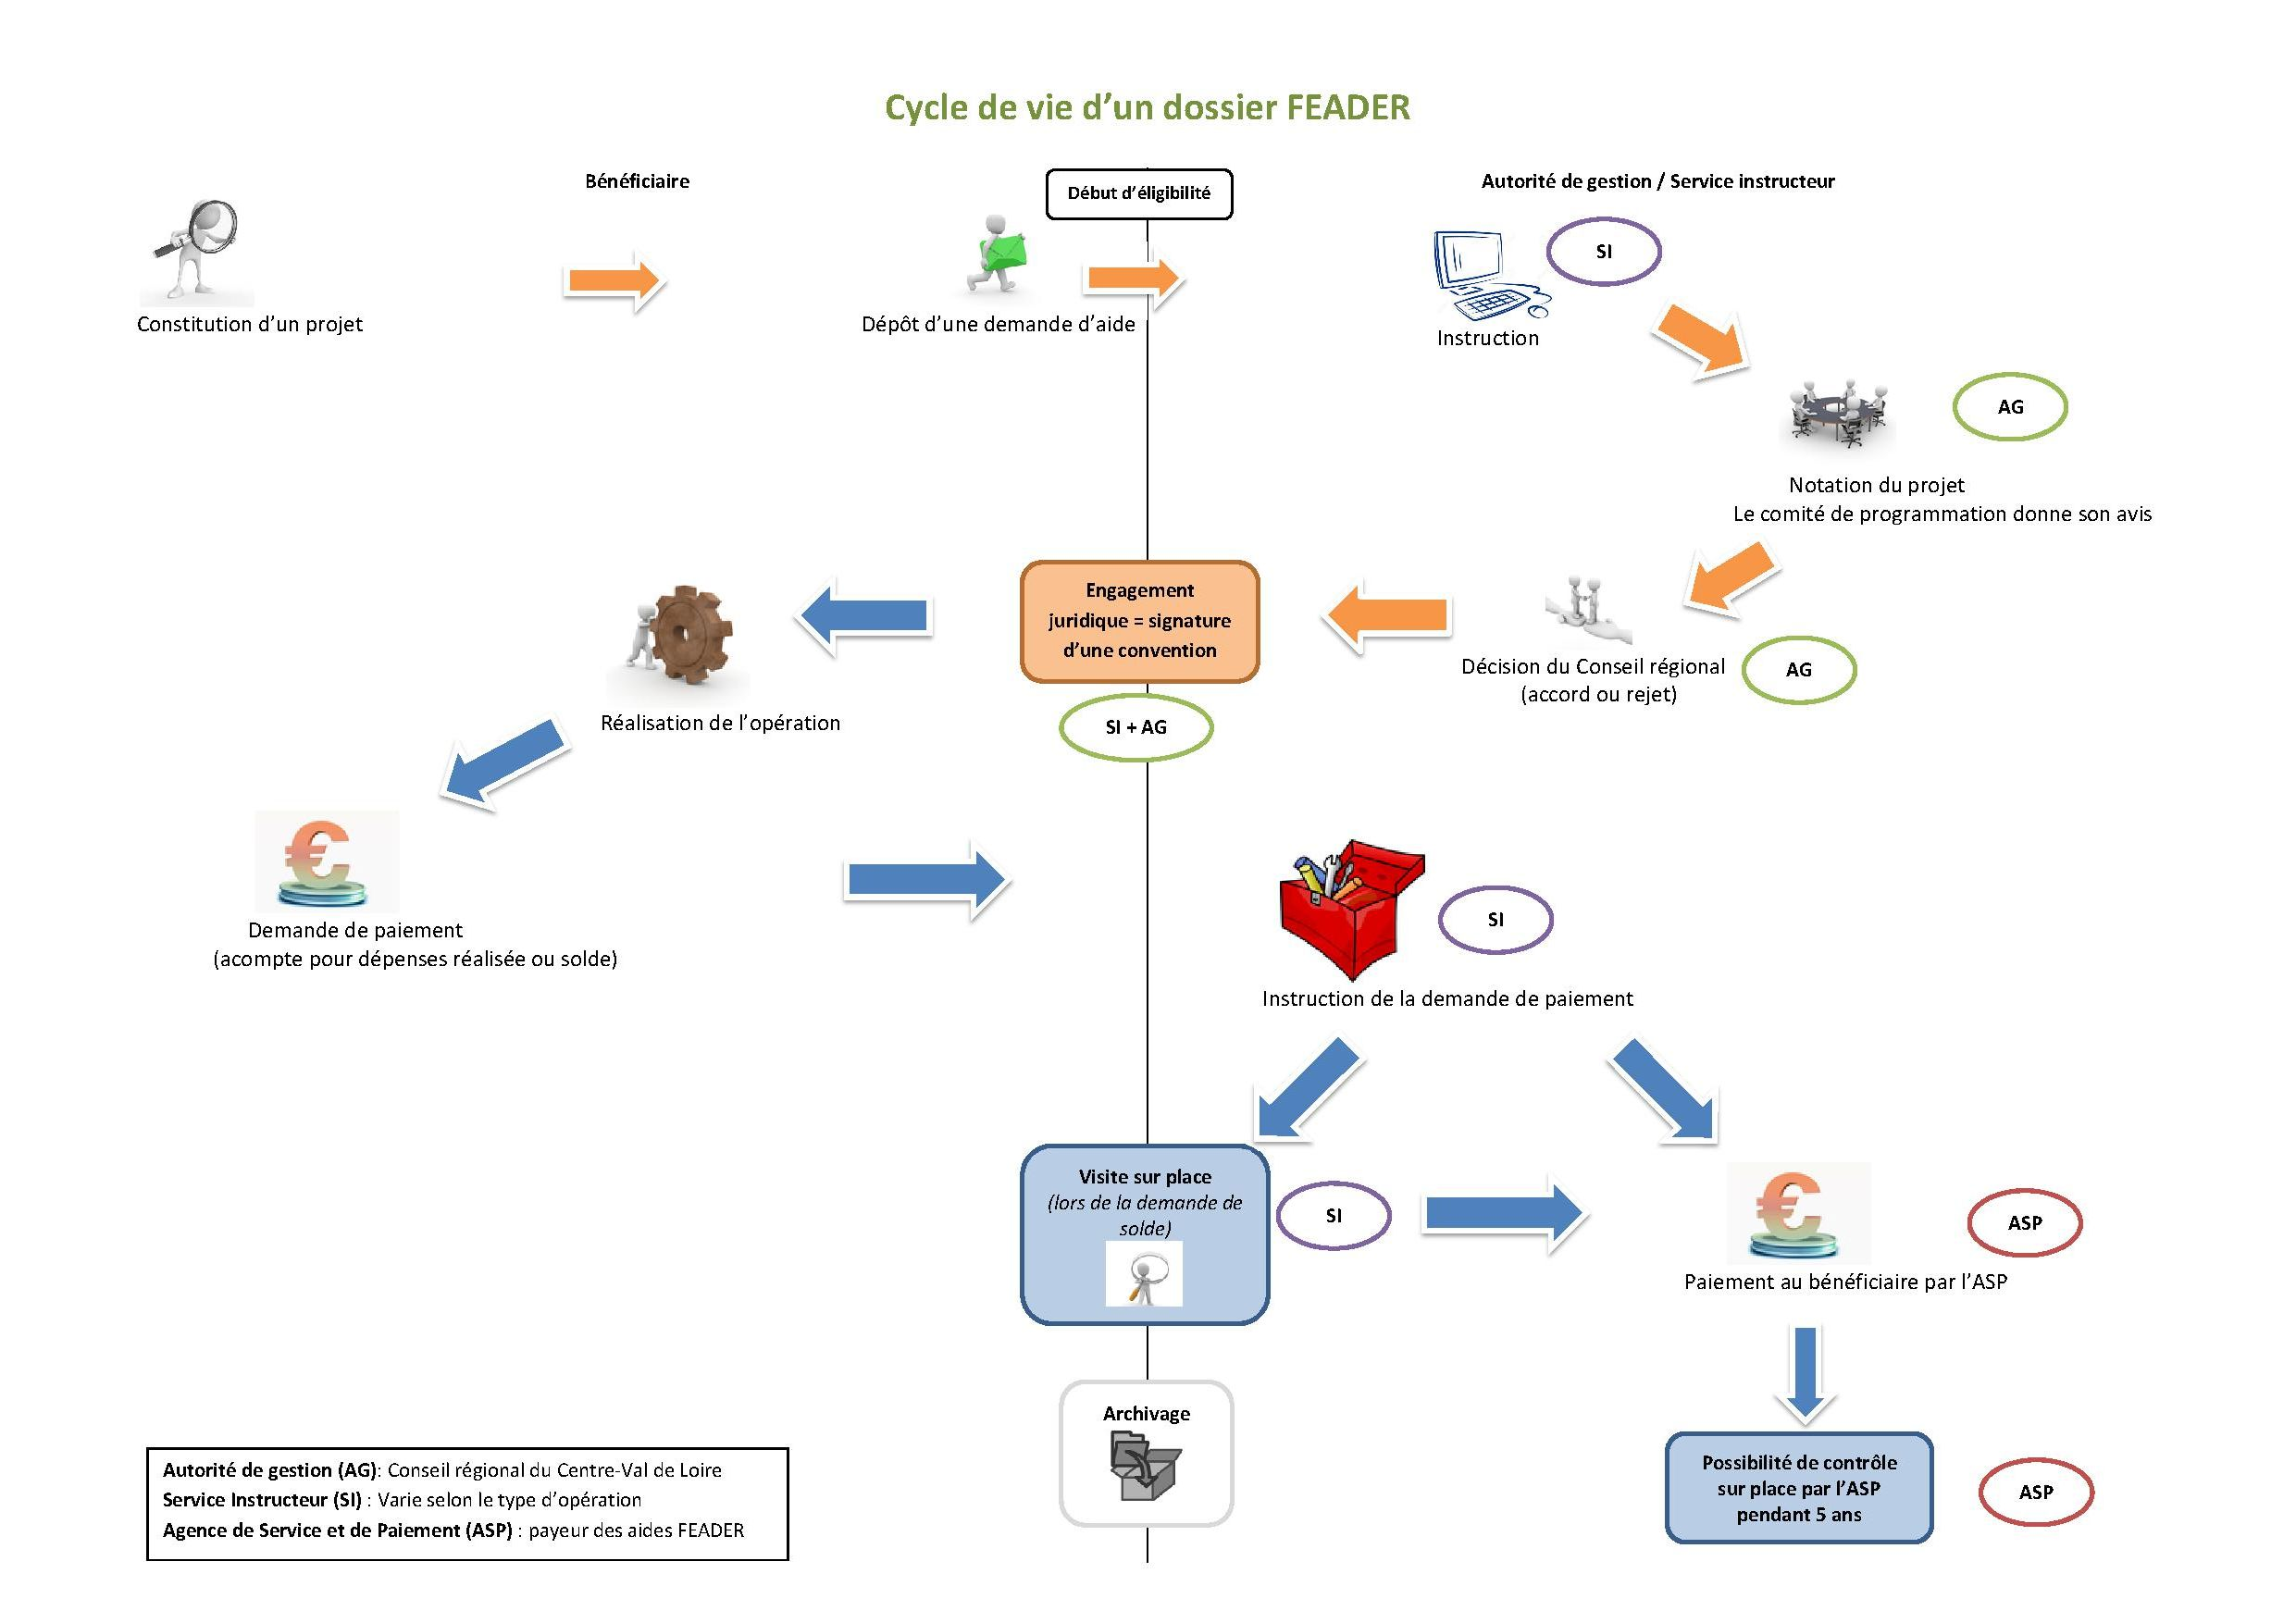 Cycle de vie d’un dossier FEADER
Bénéficiaire
Début d’éligibilité
Autorité de gestion / Service instructeur
SI
Constitution d’un projet
Dépôt d’une demande d’aide
Instruction
AG
Notation du projet
Le comité de programmation donne son avis
Engagement
juridique = signature
d’une convention
Décision du Conseil régional
(accord ou rejet)
AG
SI + AG
Réalisation de l’opération
Demande de paiement
(acompte pour dépenses réalisée ou solde)
SI
Instruction de la demande de paiement
Visite sur place
(lors de la demande de
solde)
SI
ASP
Paiement au bénéficiaire par l’ASP
Archivage
Possibilité de contrôle
sur place par l’ASP
pendant 5 ans
ASP
Autorité de gestion (AG): Conseil régional du Centre-Val de Loire
Service Instructeur (SI) : Varie selon le type d’opération
Agence de Service et de Paiement (ASP) : payeur des aides FEADER